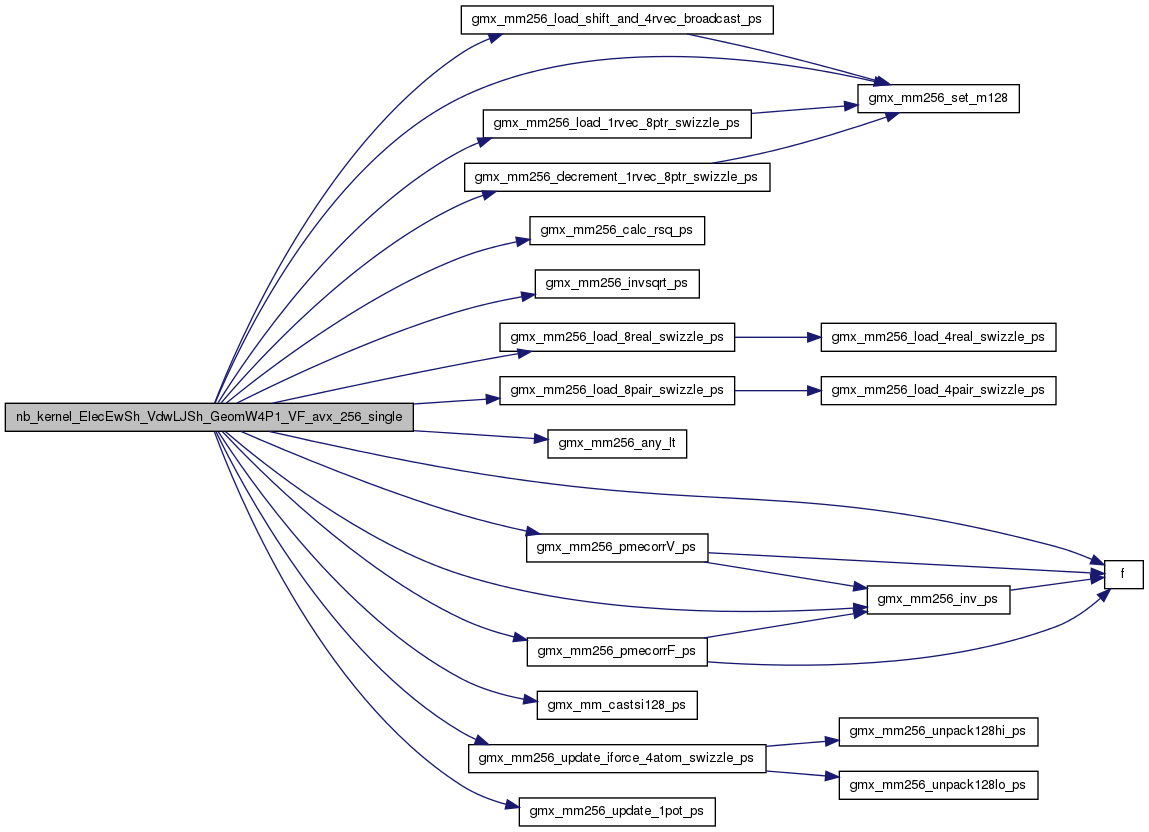 gmx_mm256_load_shift_and_4rvec_broadcast_ps
gmx_mm256_set_m128
gmx_mm256_load_1rvec_8ptr_swizzle_ps
gmx_mm256_decrement_1rvec_8ptr_swizzle_ps
gmx_mm256_calc_rsq_ps
gmx_mm256_invsqrt_ps
gmx_mm256_load_8real_swizzle_ps
gmx_mm256_load_4real_swizzle_ps
gmx_mm256_load_8pair_swizzle_ps
gmx_mm256_load_4pair_swizzle_ps
nb_kernel_ElecEwSh_VdwLJSh_GeomW4P1_VF_avx_256_single
gmx_mm256_any_lt
gmx_mm256_pmecorrV_ps
f
gmx_mm256_inv_ps
gmx_mm256_pmecorrF_ps
gmx_mm_castsi128_ps
gmx_mm256_unpack128hi_ps
gmx_mm256_update_iforce_4atom_swizzle_ps
gmx_mm256_unpack128lo_ps
gmx_mm256_update_1pot_ps